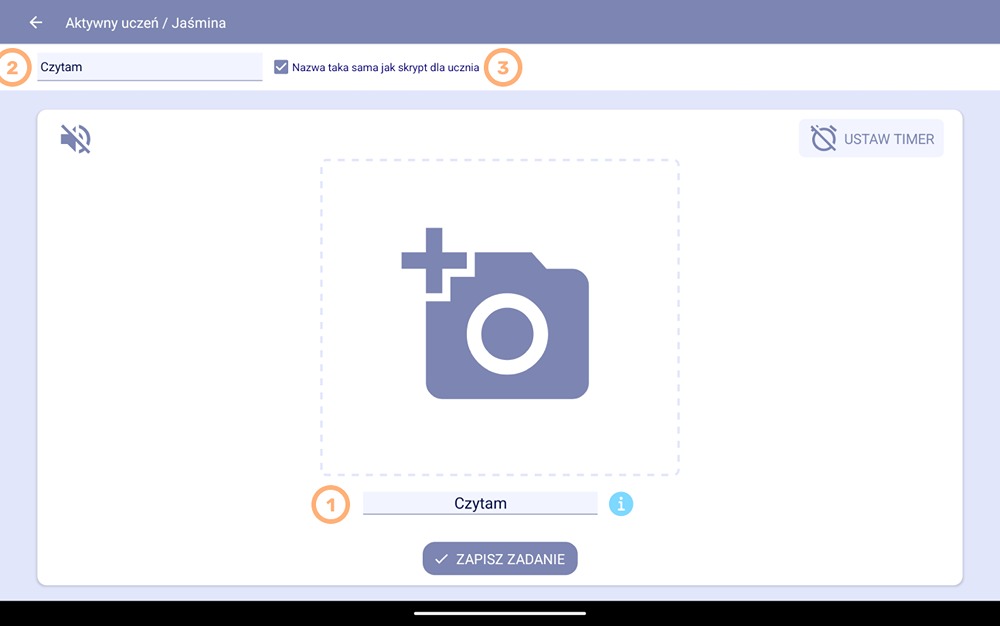 Aktywny uczeń / Jaśmina
2 Czytam Nazwa taka sama jak skrypt dla ucznia 3
USTAW TIMER
1 Czytam i
ZAPISZ ZADANIE